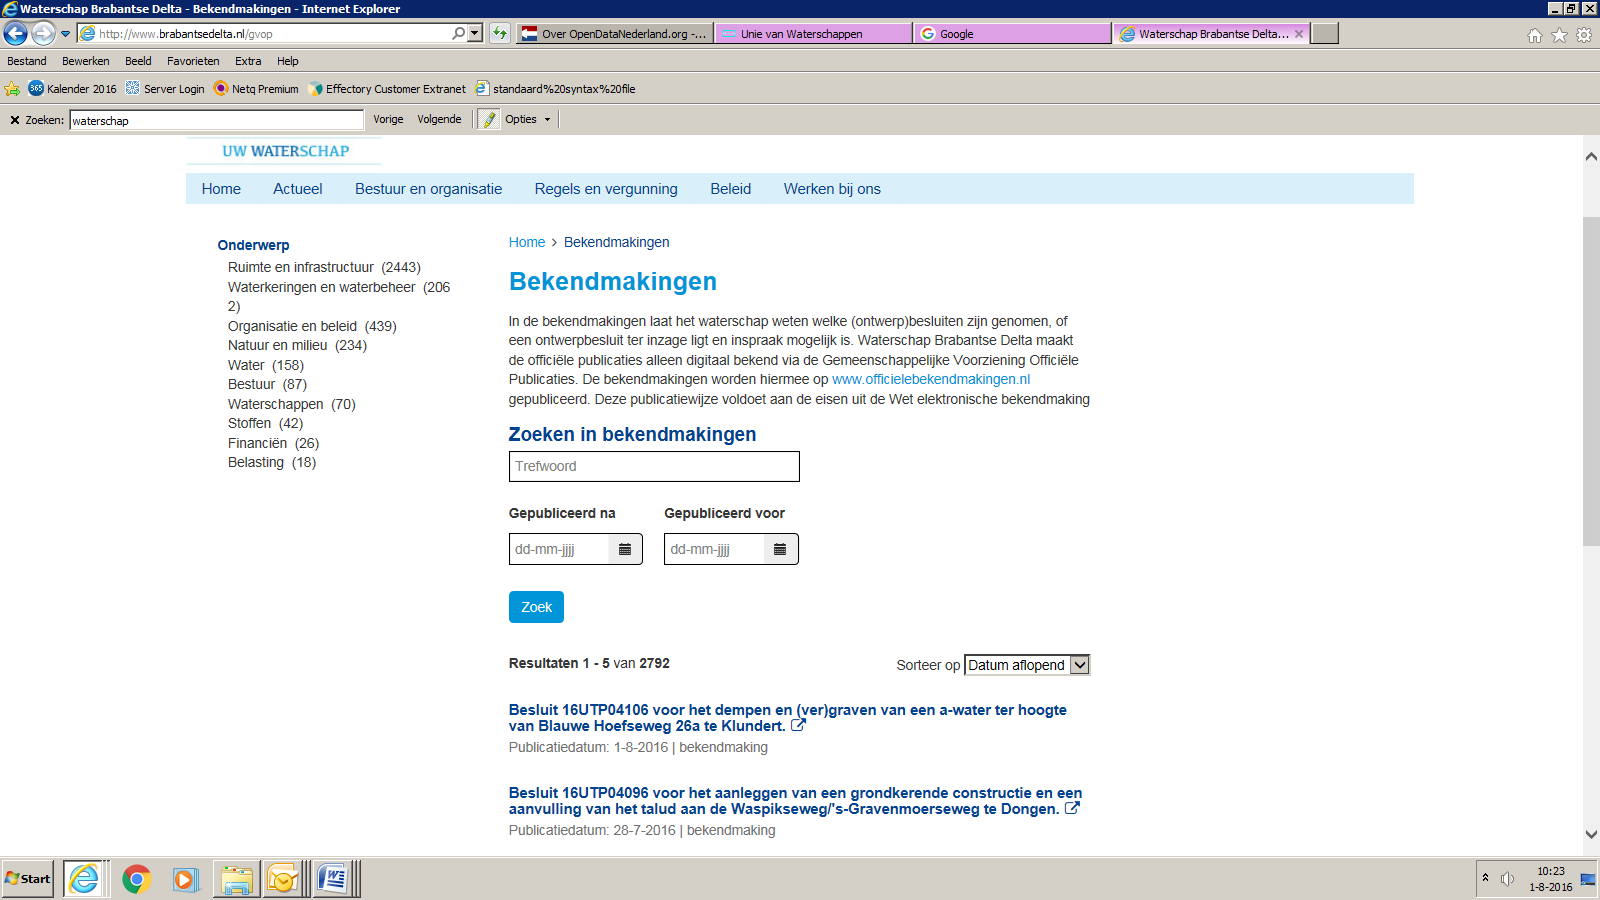 Waterschap Brabantse Delta - Bekendmakingen - Internet Explorer
http://www.brabantsedelta.nl/gvop
Over OpenDataNederland.org -...
Unie van Waterschappen
Google
Waterschap Brabantse Delta...
Bestand Bewerken Beeld Favorieten Extra Help
365 Kalender 2016 Server Login Netq Premium Effectory Customer Extranet standaard%20syntax%20file
Zoeken: waterschap Vorige Volgende Opties
UW WATERSCHAP
Home Actueel Bestuur en organisatie Regels en vergunning Beleid Werken bij ons
Onderwerp
Ruimte en infrastructuur (2443)
Waterkeringen en waterbeheer (206
2)
Organisatie en beleid (439)
Natuur en milieu (234)
Water (158)
Bestuur (87)
Waterschappen (70)
Stoffen (42)
Financiën (26)
Belasting (18)
Home > Bekendmakingen
Bekendmakingen
In de bekendmakingen laat het waterschap weten welke (ontwerp)besluiten zijn genomen, of
een ontwerpbesluit ter inzage ligt en inspraak mogelijk is. Waterschap Brabantse Delta maakt
de officiële publicaties alleen digitaal bekend via de Gemeenschappelijke Voorziening Officiële
Publicaties. De bekendmakingen worden hiermee op www.officielebekendmakingen.nl
gepubliceerd. Deze publicatiewijze voldoet aan de eisen uit de Wet elektronische bekendmaking
Zoeken in bekendmakingen
Trefwoord
Gepubliceerd na Gepubliceerd voor
dd-mm-jjjj dd-mm-jjjj
Zoek
Resultaten 1 - 5 van 2792 Sorteer op Datum aflopend
Besluit 16UTP04106 voor het dempen en (ver)graven van een a-water ter hoogte
van Blauwe Hoefseweg 26a te Klundert.
Publicatiedatum: 1-8-2016 | bekendmaking
Besluit 16UTP04096 voor het aanleggen van een grondkerende constructie en een
aanvulling van het talud aan de Waspikseweg/'s-Gravenmoerseweg te Dongen.
Publicatiedatum: 28-7-2016 | bekendmaking
Start
10:23
1-8-2016